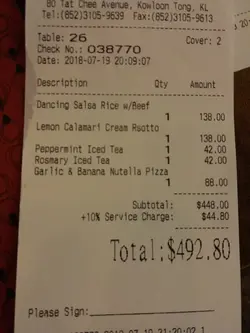 80 Tat Chee Avenue, Kowloon Tong, KL
Tel:(852)3105-9639 Fax:(852)3105-9613
Table: 26 Cover: 2
Check No.: 038770
Date: 2018-07-19 20:09:07
Description Qty Amount
Dancing Salsa Rice w/Beef
1 138.00
Lemon Calamari Cream Rsotto
1 138.00
Peppermint Iced Tea 1 42.00
Rosmary Iced Tea 1 42.00
Garlic & Banana Nutella Pizza
1 88.00
Subtotal: $448.00
+10% Service Charge: $44.80
Total:$492.80
Please Sign: